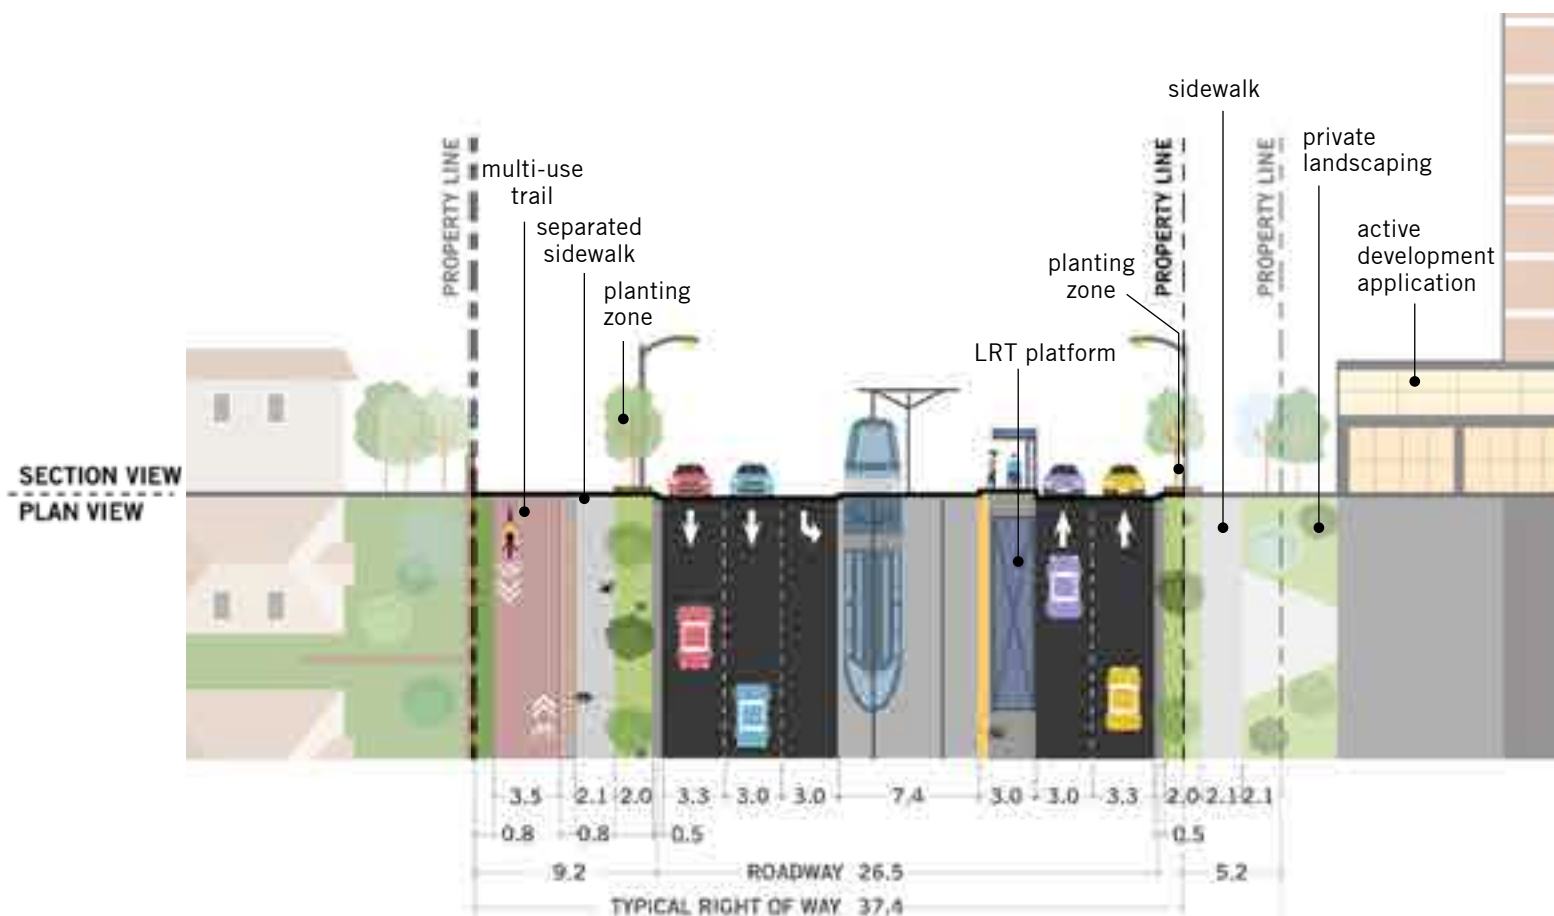 sidewalk
private
landscaping
PROPERTY LINE
multi-use
trail
separated
sidewalk
planting
zone
PROPERTY LINE
PROPERTY LINE
active
development
application
planting
zone
LRT platform
SECTION VIEW
PLAN VIEW
3.5 2.1 2.0 3.3 3.0 3.0 7.4 3.0 3.0 3.3 2.0 2.1 2.1
0.8 0.8 0.5 0.5
9.2 ROADWAY 26.5 5.2
TYPICAL RIGHT OF WAY 37.4